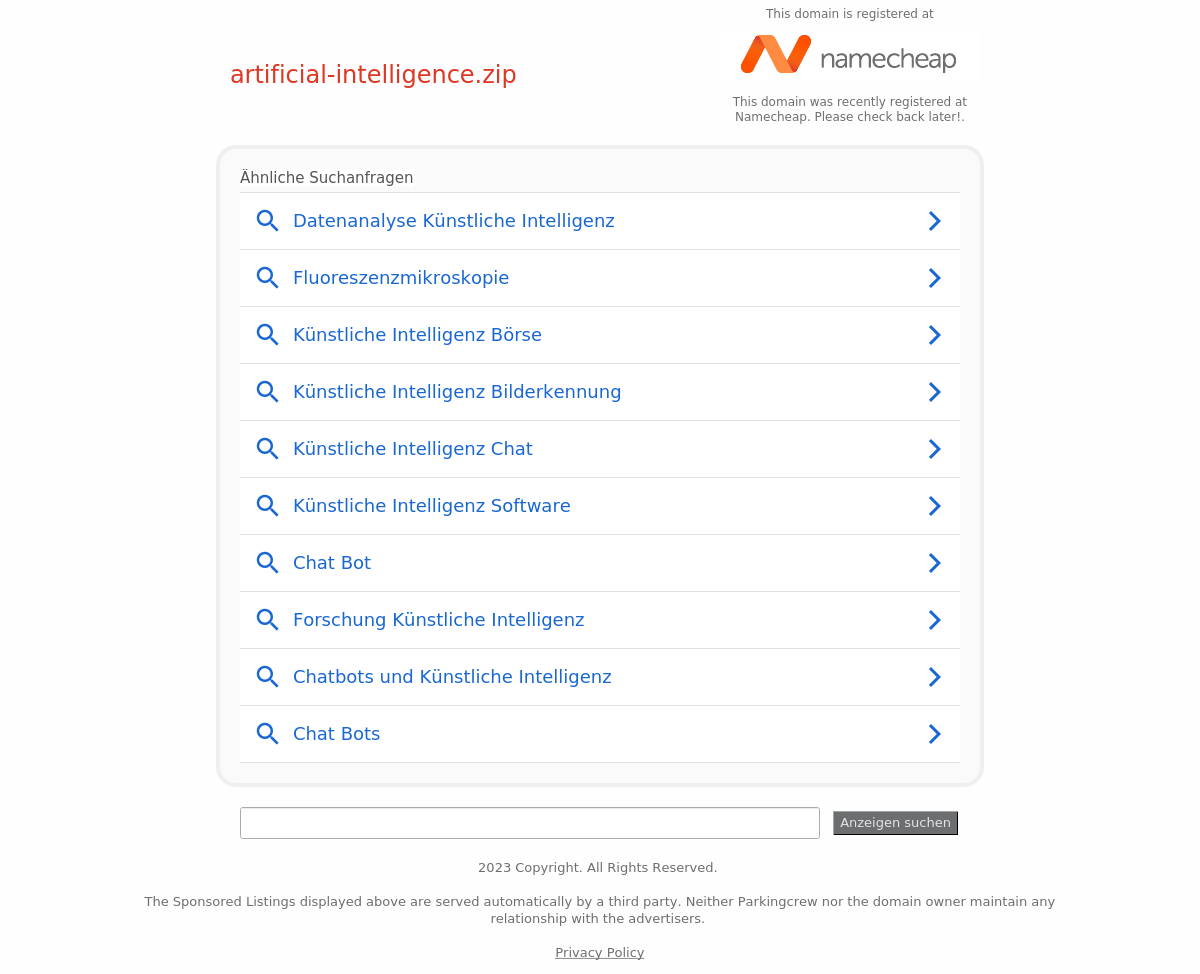 This domain is registered at
namecheap
artificial-intelligence.zip
This domain was recently registered at
Namecheap. Please check back later!.
Ähnliche Suchanfragen
Datenanalyse Künstliche Intelligenz
Fluoreszenzmikroskopie
Künstliche Intelligenz Börse
Künstliche Intelligenz Bilderkennung
Künstliche Intelligenz Chat
Künstliche Intelligenz Software
Chat Bot
Forschung Künstliche Intelligenz
Chatbots und Künstliche Intelligenz
Chat Bots
Anzeigen suchen
2023 Copyright. All Rights Reserved.
The Sponsored Listings displayed above are served automatically by a third party. Neither Parkingcrew nor the domain owner maintain any
relationship with the advertisers.
Privacy Policy